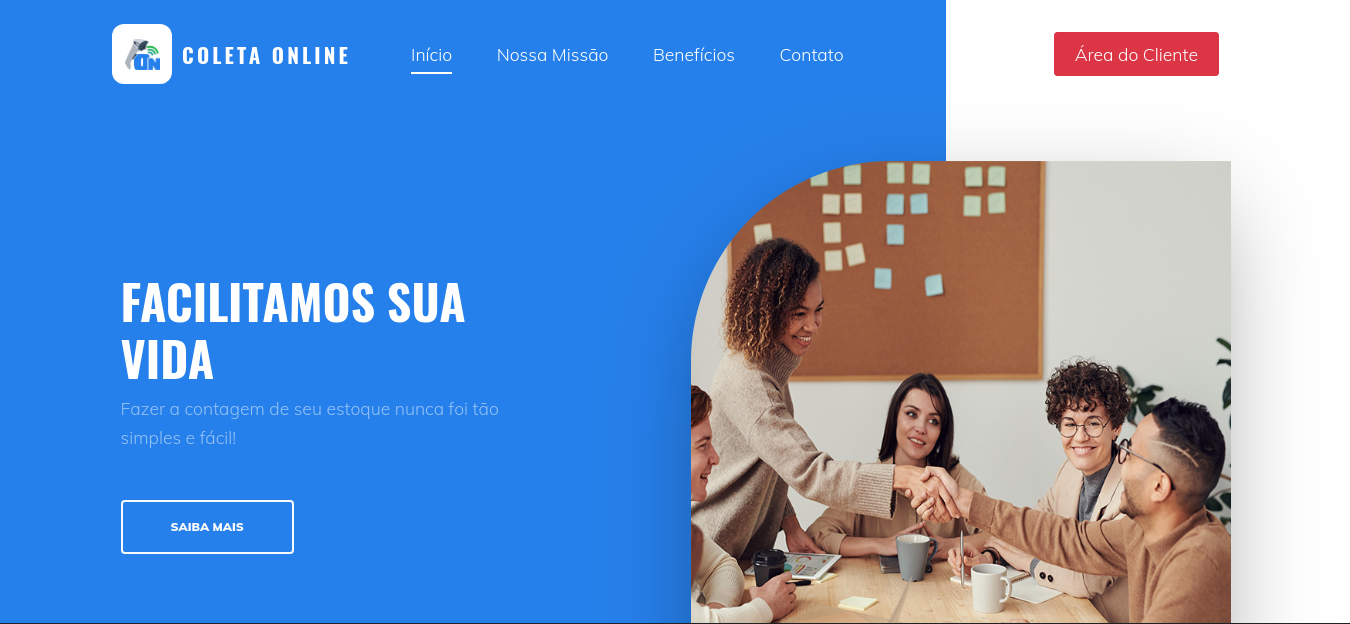 ON
COLETA ONLINE
Início
Nossa Missão
Benefícios
Contato
Área do Cliente
FACILITAMOS SUA
VIDA
Fazer a contagem de seu estoque nunca foi tão
simples e fácil!
SAIBA MAIS